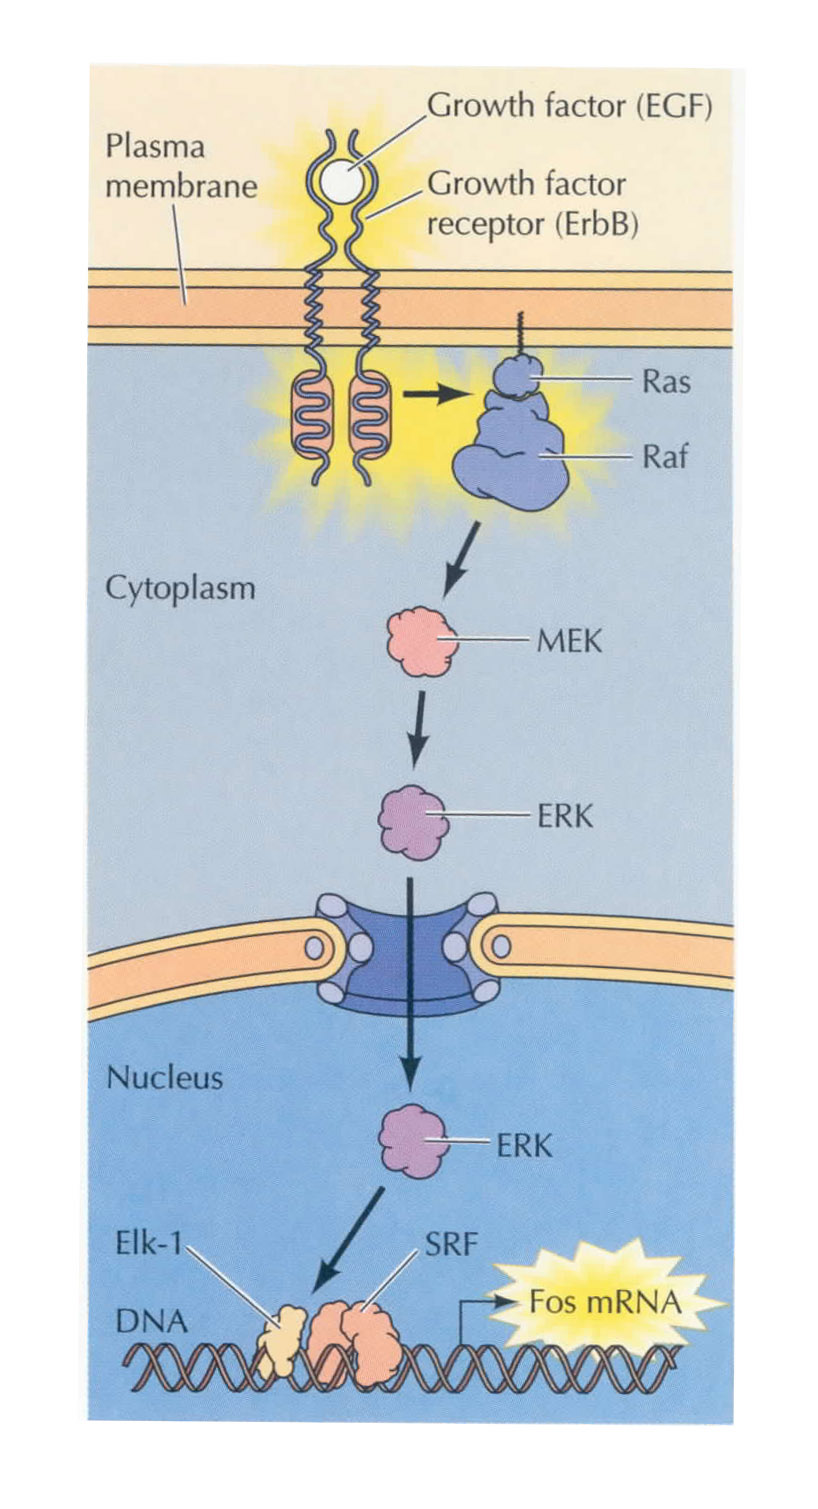 Growth factor (EGF)
Plasma
membrane
Growth factor
receptor (ErbB)
Ras
Raf
Cytoplasm
MEK
ERK
Nucleus
ERK
Elk-1
SRF
Fos mRNA
DNA